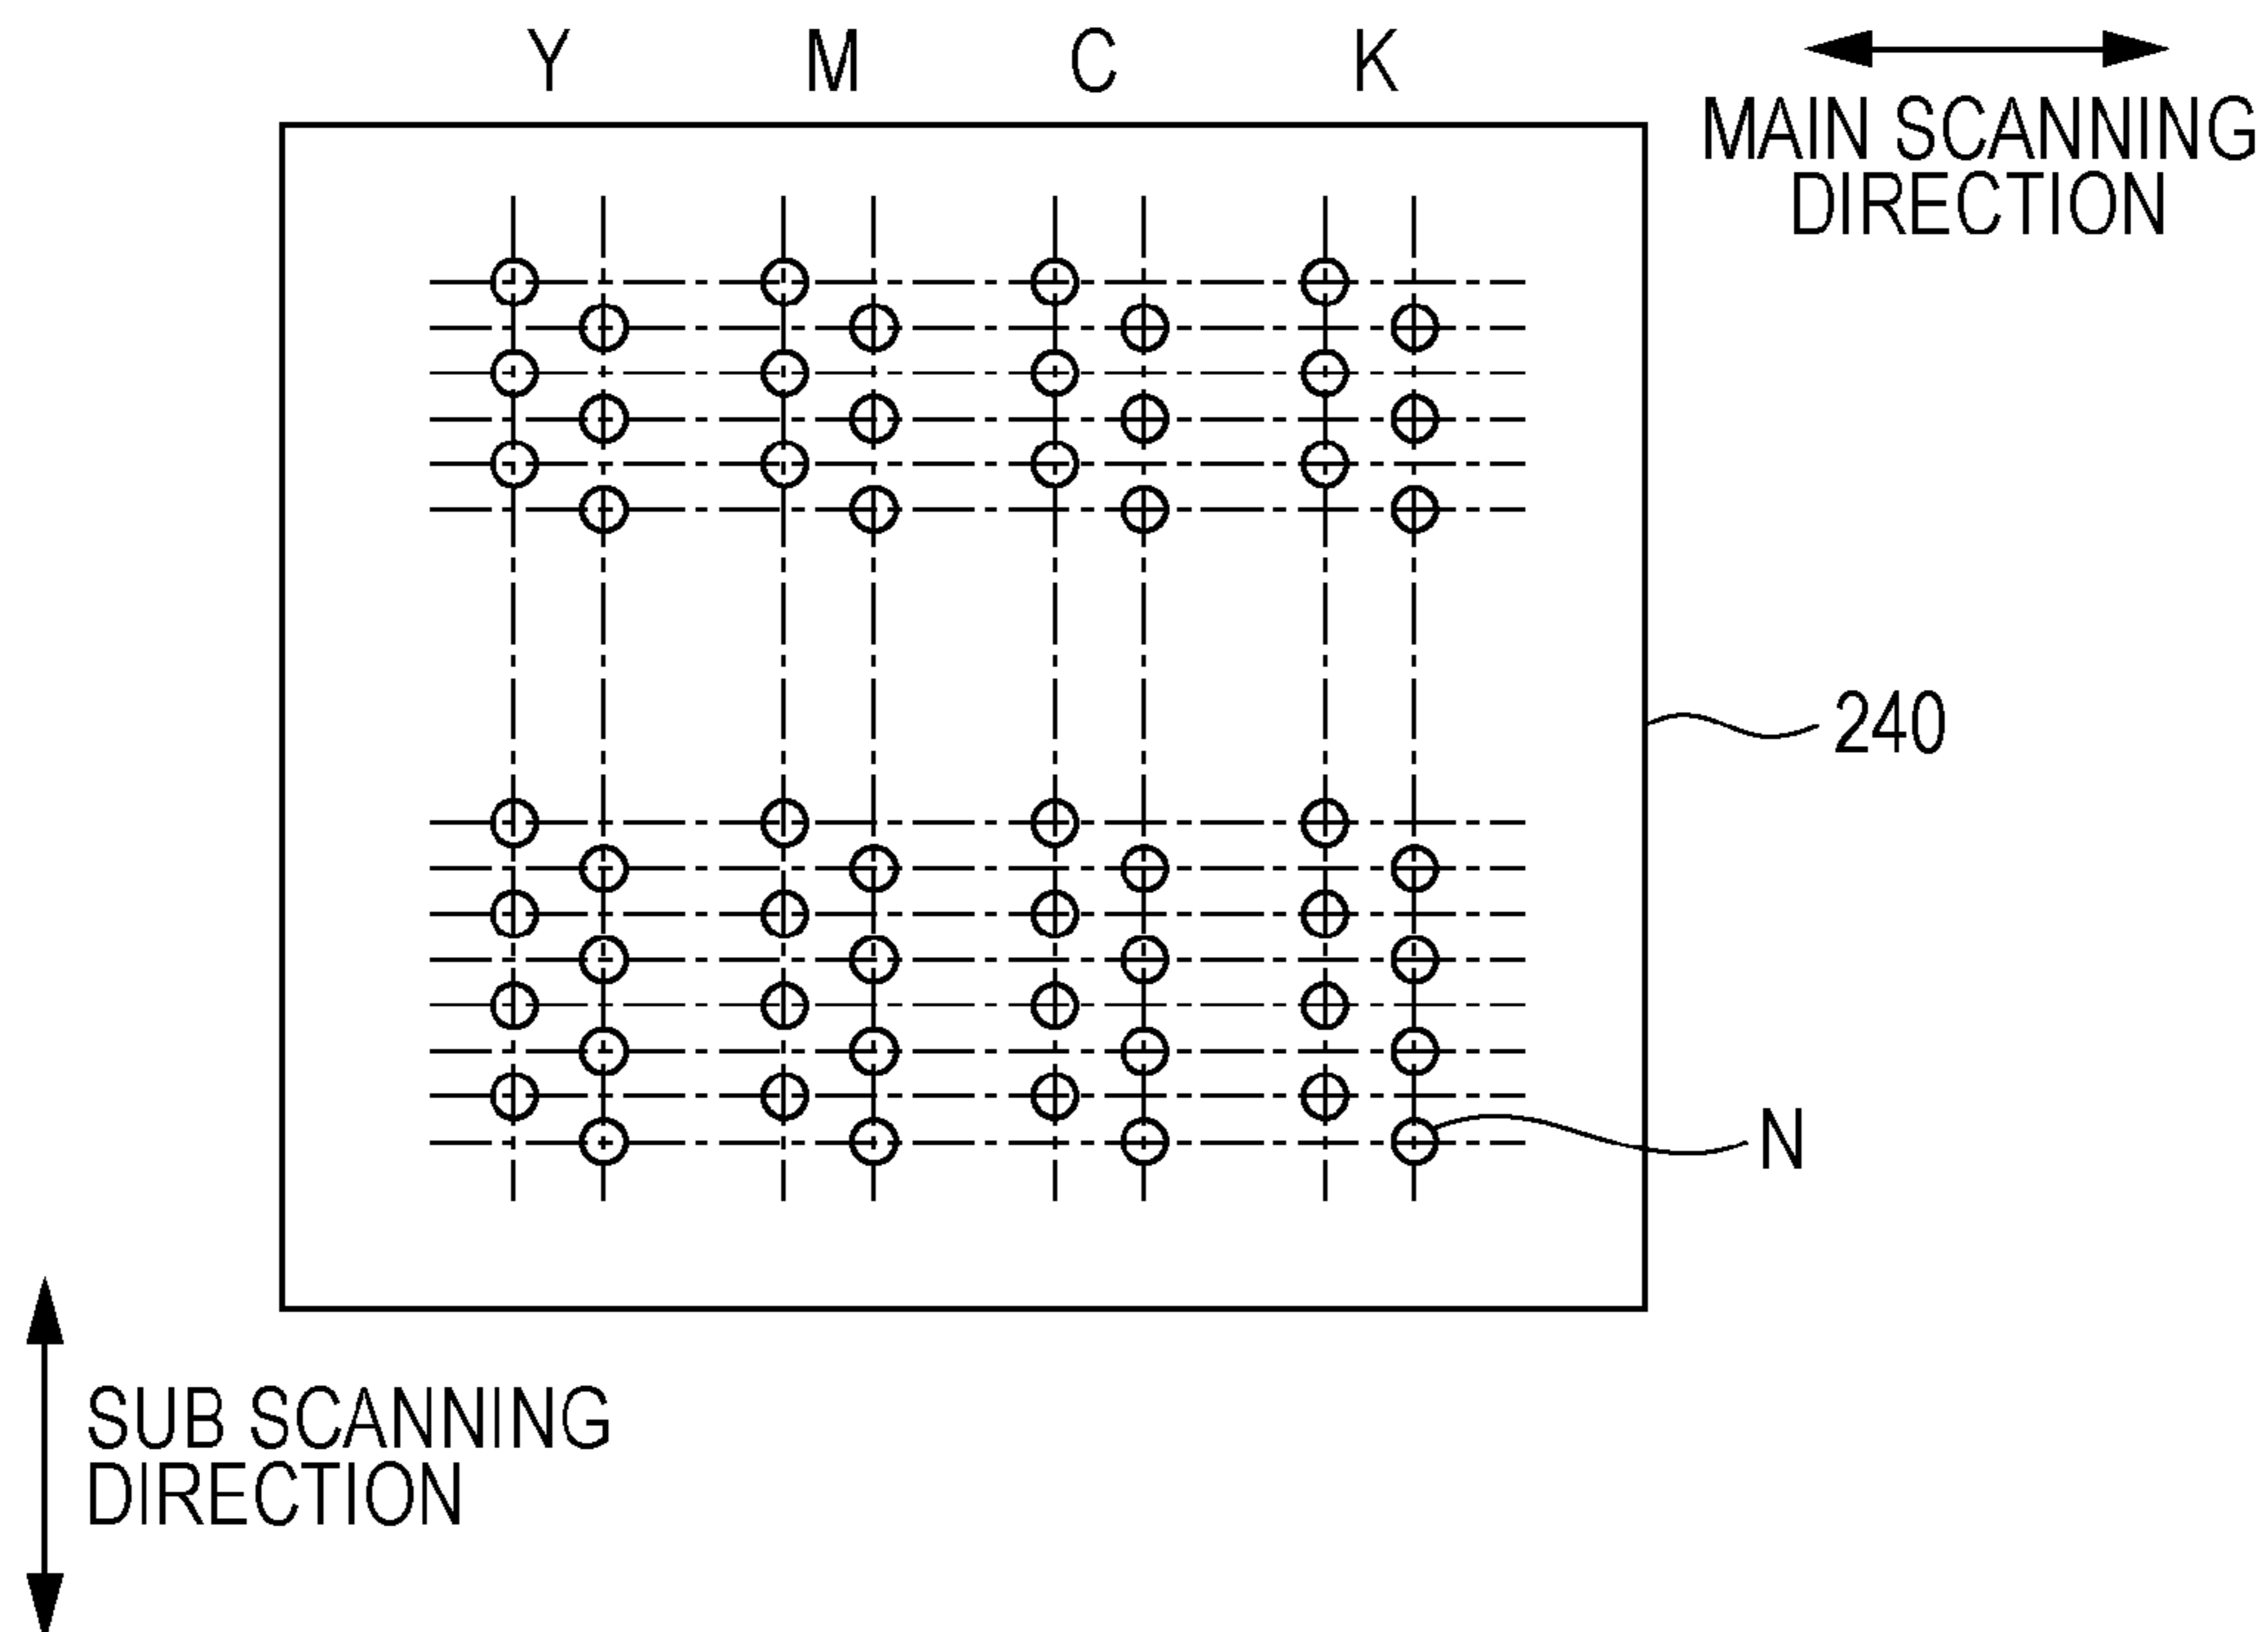 Y M C K
MAIN SCANNING
DIRECTION
240
N
SUB SCANNING
DIRECTION